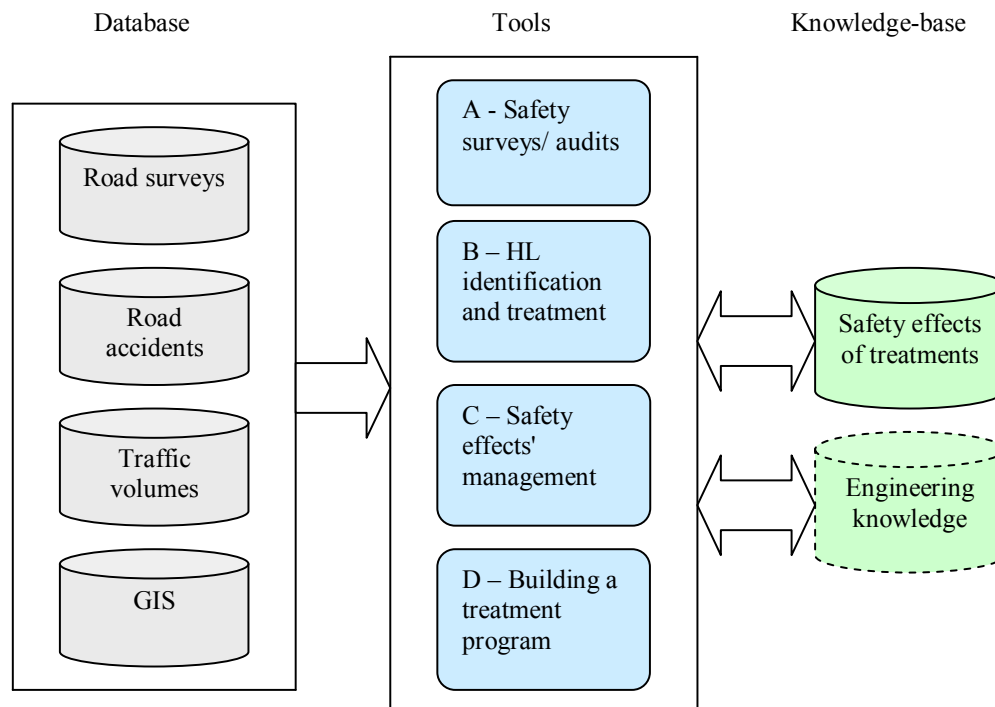 Database
Tools
Knowledge-base
Road surveys
Road
accidents
Traffic
volumes
GIS
A - Safety
surveys/ audits
B – HL
identification
and treatment
C – Safety
effects'
management
D – Building a
treatment
program
Safety effects
of treatments
Engineering
knowledge